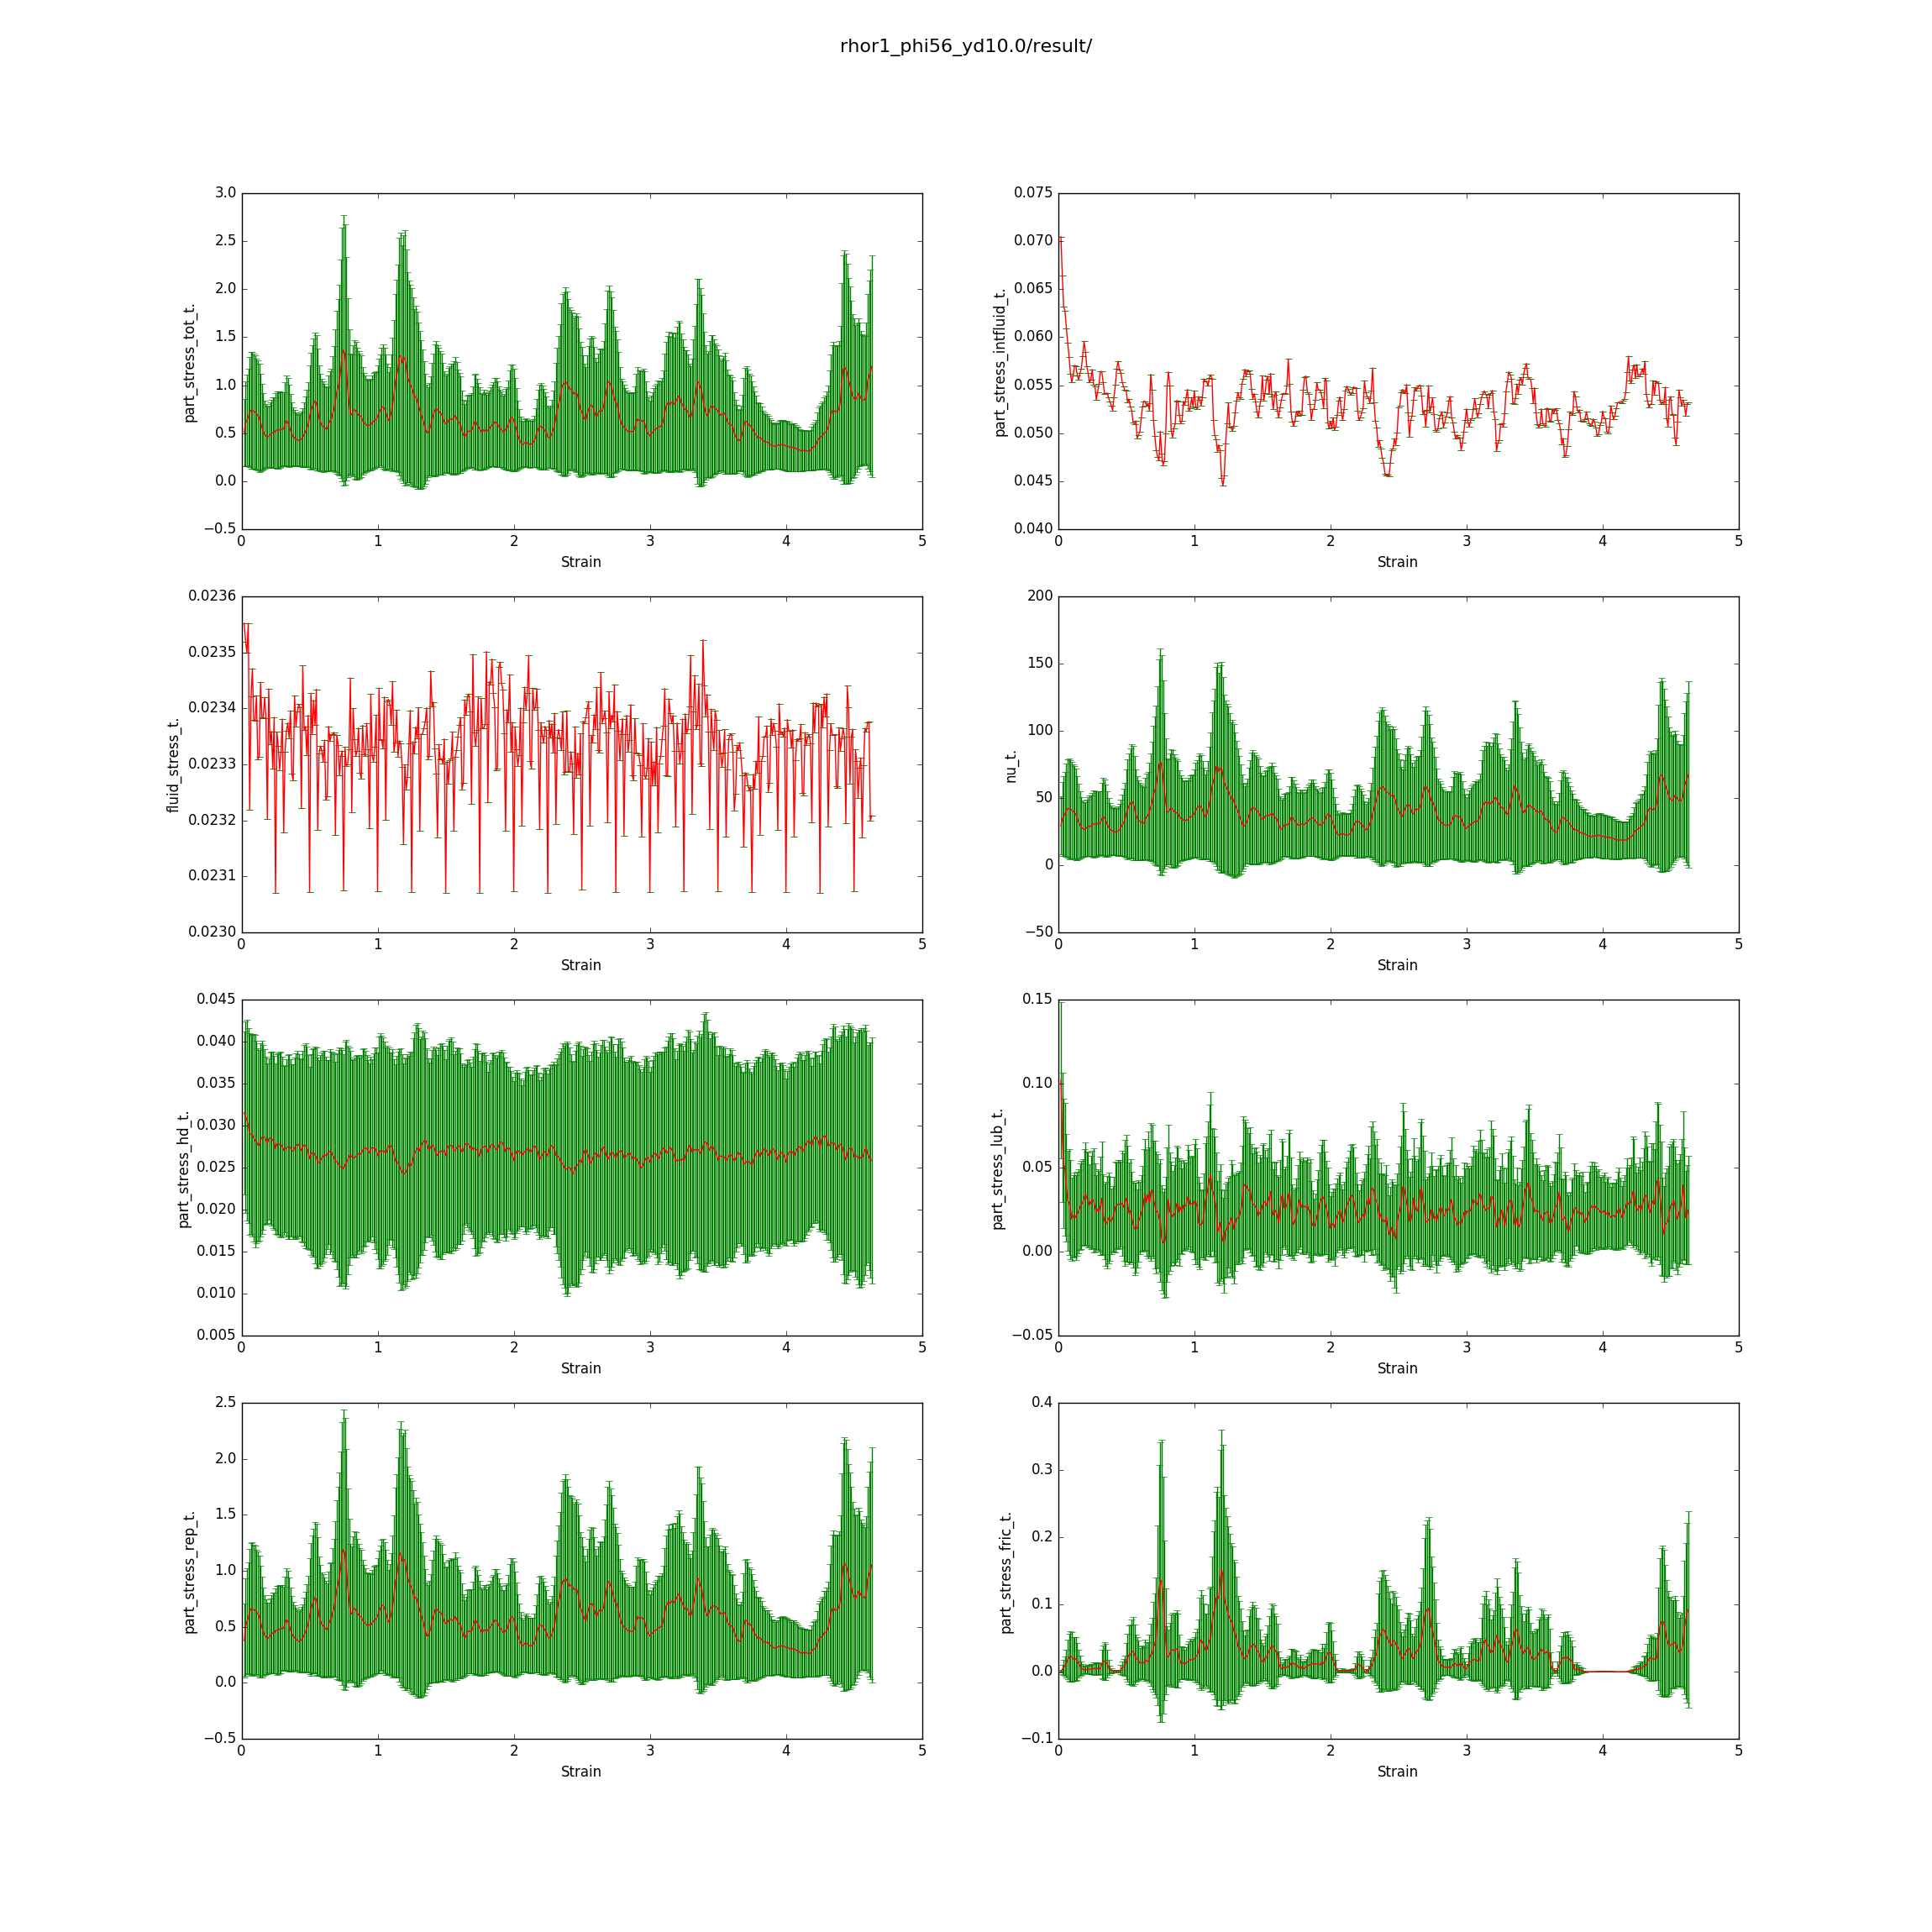 rhor1_phi56_yd10.0/result/
3.0
2.5
2.0
1.5
1.0
0.5
0.0
−0.5
part_stress_tot_t.
0 1 2 3 4 5
Strain
0.075
0.070
0.065
0.060
0.055
0.050
0.045
0.040
part_stress_intfluid_t.
0 1 2 3 4 5
Strain
0.0236
0.0235
0.0234
0.0233
0.0232
0.0231
0.0230
fluid_stress_t.
0 1 2 3 4 5
Strain
200
150
100
50
0
−50
nu_t.
0 1 2 3 4 5
Strain
0.045
0.040
0.035
0.030
0.025
0.020
0.015
0.010
0.005
part_stress_hd_t.
0 1 2 3 4 5
Strain
0.15
0.10
0.05
0.00
−0.05
part_stress_lub_t.
0 1 2 3 4 5
Strain
2.5
2.0
1.5
1.0
0.5
0.0
−0.5
part_stress_rep_t.
0 1 2 3 4 5
Strain
0.4
0.3
0.2
0.1
0.0
−0.1
part_stress_fric_t.
0 1 2 3 4 5
Strain